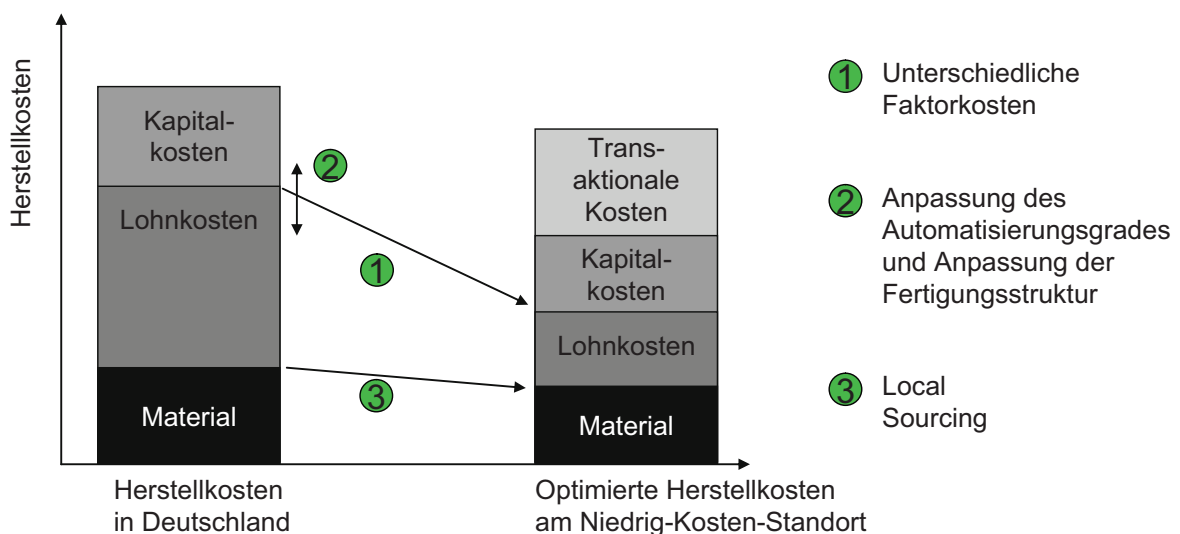 Herstellkosten
Kapital-
kosten
Lohnkosten
Material
2
1
3
Trans-
aktionale
Kosten
Kapital-
kosten
Lohnkosten
Material
Herstellkosten
in Deutschland
Optimierte Herstellkosten
am Niedrig-Kosten-Standort
1 Unterschiedliche
Faktorkosten
2 Anpassung des
Automatisierungsgrades
und Anpassung der
Fertigungsstruktur
3 Local
Sourcing